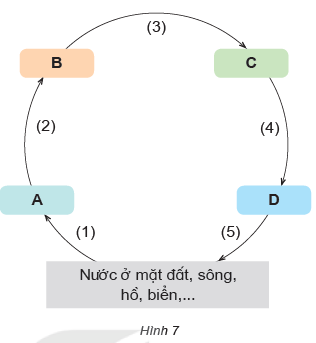 (3)
B
C
(2)
(4)
A
D
(1)
(5)
Nước ở mặt đất, sông,
hồ, biển,...
Hình 7